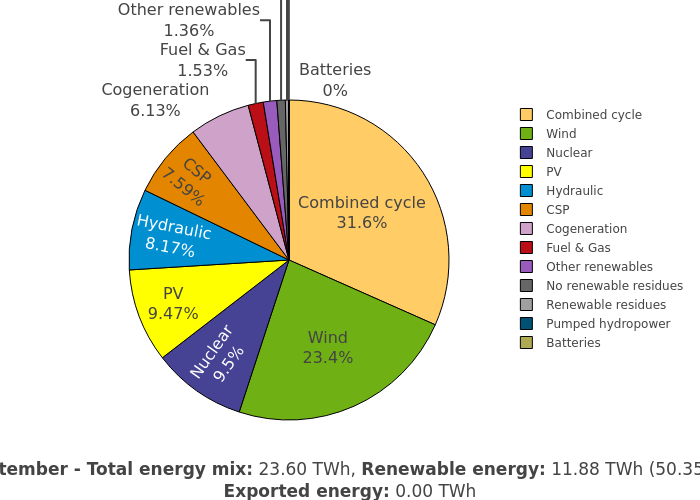 Other renewables
1.36%
Fuel & Gas
1.53%
Cogeneration
6.13%
Batteries
0%
CSP
7.59%
Combined cycle
31.6%
Hydraulic
8.17%
PV
9.47%
Nuclear
9.5%
Wind
23.4%
Combined cycle
Wind
Nuclear
PV
Hydraulic
CSP
Cogeneration
Fuel & Gas
Other renewables
No renewable residues
Renewable residues
Pumped hydropower
Batteries
tember - Total energy mix: 23.60 TWh, Renewable energy: 11.88 TWh (50.35
Exported energy: 0.00 TWh